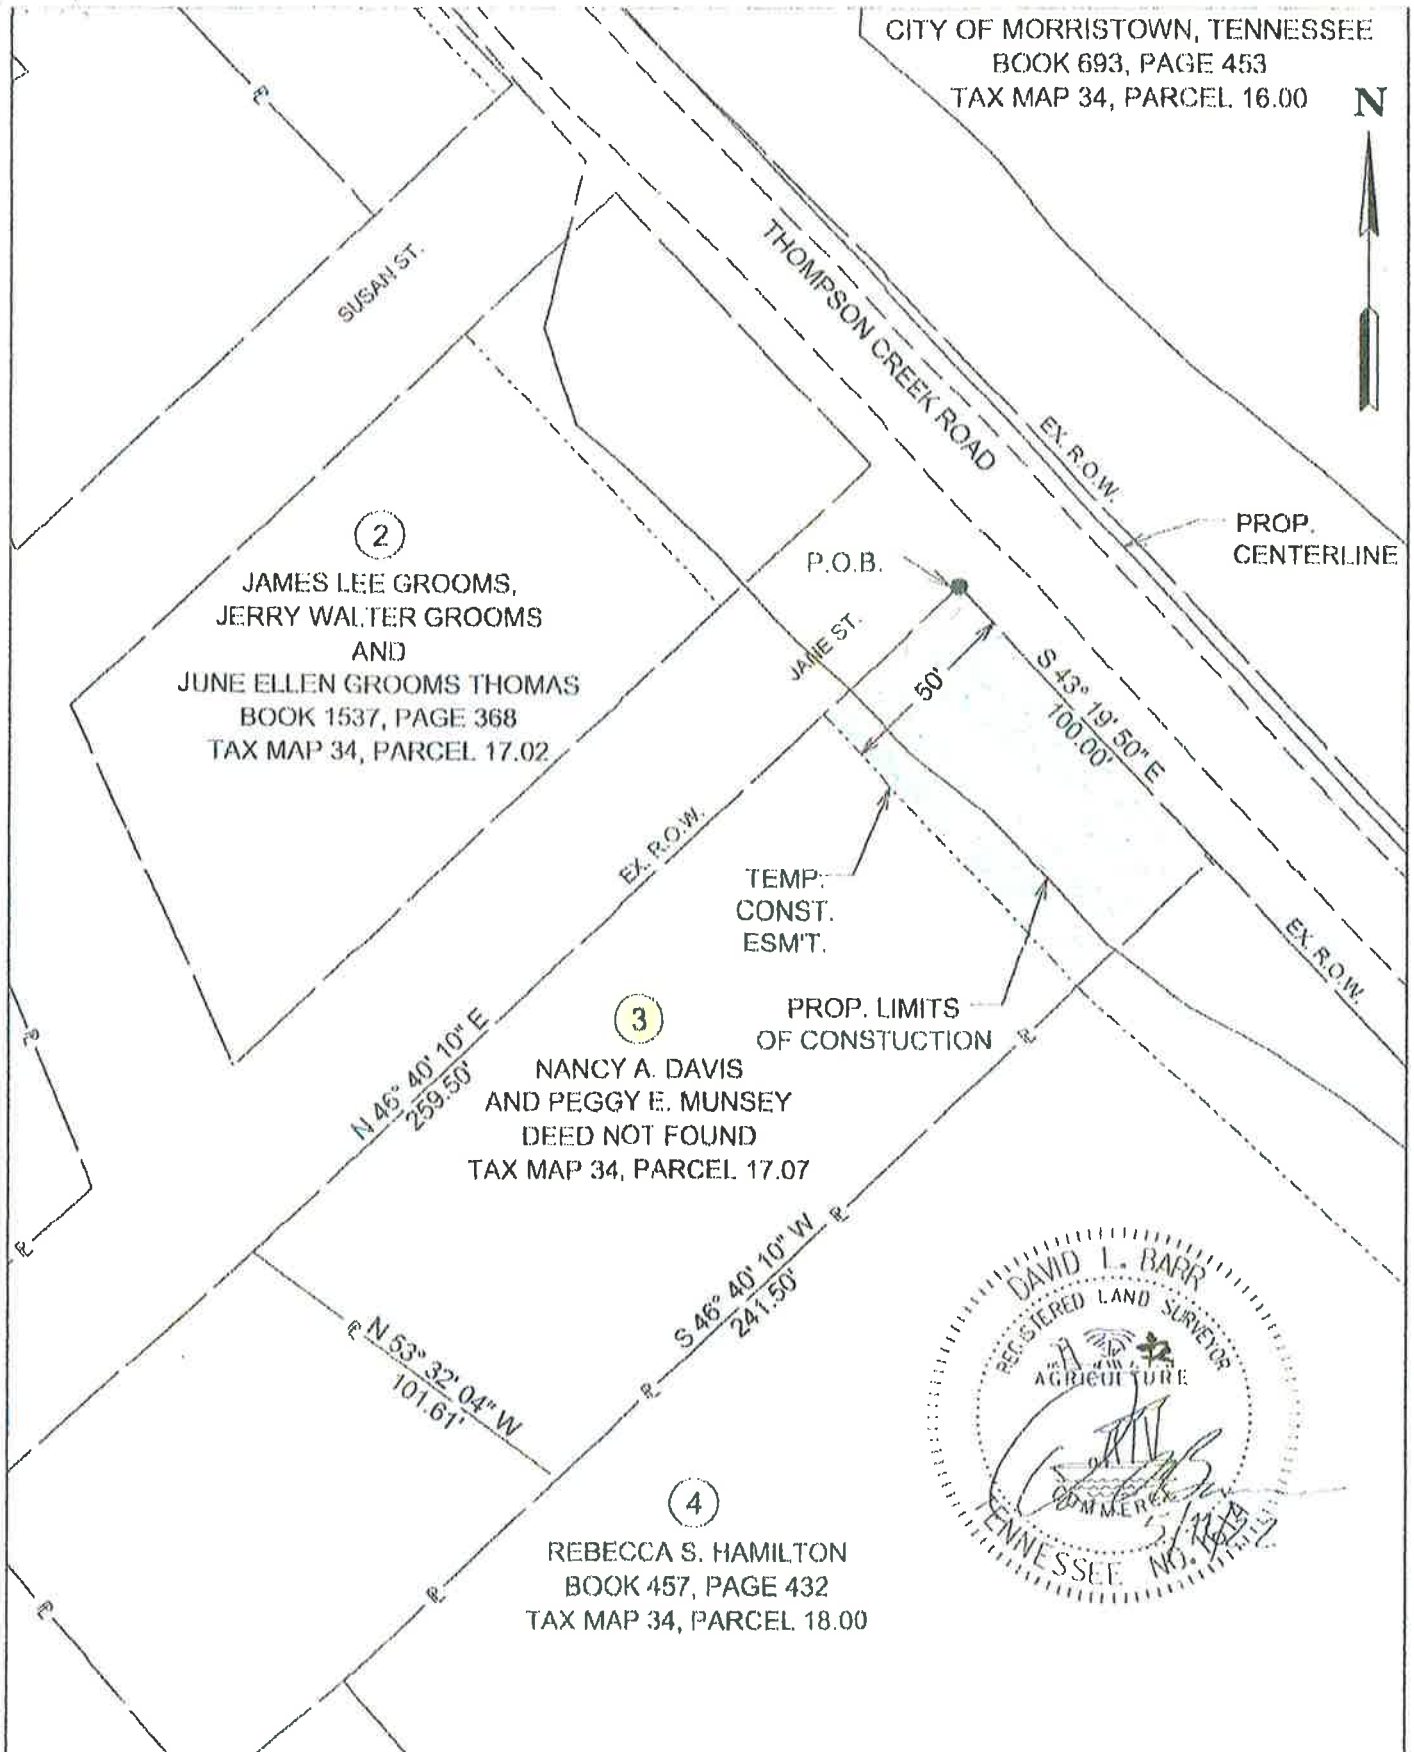 CITY OF MORRISTOWN, TENNESSEE
BOOK 693, PAGE 453
TAX MAP 34, PARCEL 16.00
N
SUSAN ST.
THOMPSON CREEK ROAD
EX. R.O.W.
PROP.
CENTERLINE
2
JAMES LEE GROOMS,
JERRY WALTER GROOMS
AND
JUNE ELLEN GROOMS THOMAS
BOOK 1537, PAGE 368
TAX MAP 34, PARCEL 17.02
P.O.B.
JANE ST.
50'
S 43° 19' 50" E
100.00'
EX. R.O.W.
TEMP.
CONST.
ESM'T.
EX. R.O.W.
PROP. LIMITS
OF CONSTUCTION
3
NANCY A. DAVIS
AND PEGGY E. MUNSEY
DEED NOT FOUND
TAX MAP 34, PARCEL 17.07
N 46° 40' 10" E
259.50'
S 46° 40' 10" W
241.50'
N 53° 32' 04" W
101.61'
4
REBECCA S. HAMILTON
BOOK 457, PAGE 432
TAX MAP 34, PARCEL 18.00
DAVID L. BARR
REGISTERED LAND SURVEYOR
AGRICULTURE
COMMERCE
TENNESSEE NO.